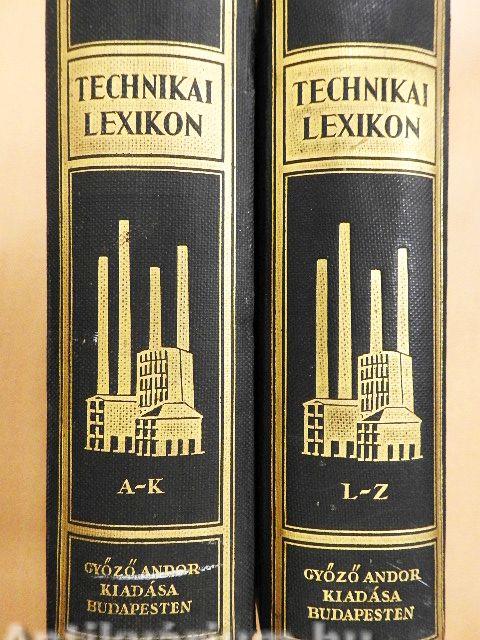 TECHNIKAI
LEXIKON
A-K
GYŐZŐ ANDOR
KIADÁSA
BUDAPESTEN
TECHNIKAI
LEXIKON
L-Z
GYŐZŐ ANDOR
KIADÁSA
BUDAPESTEN